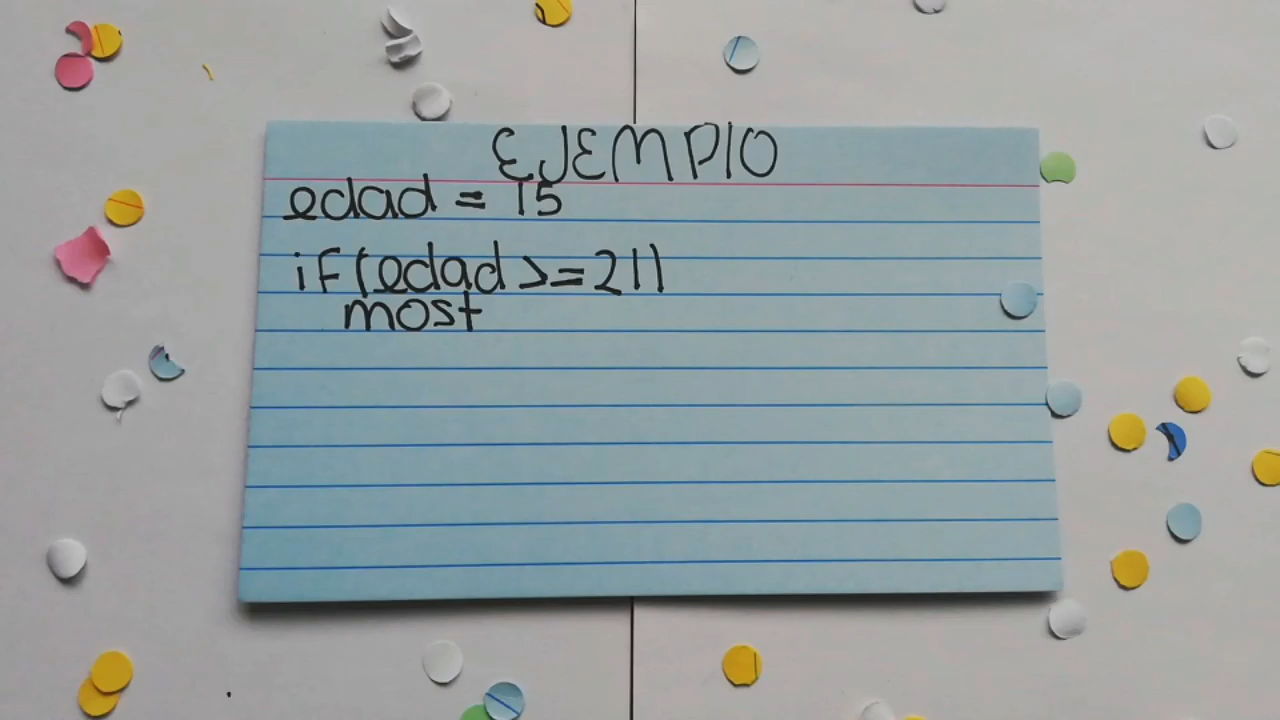 EJEMPlO
edad = 15
if (edad >= 21)
most